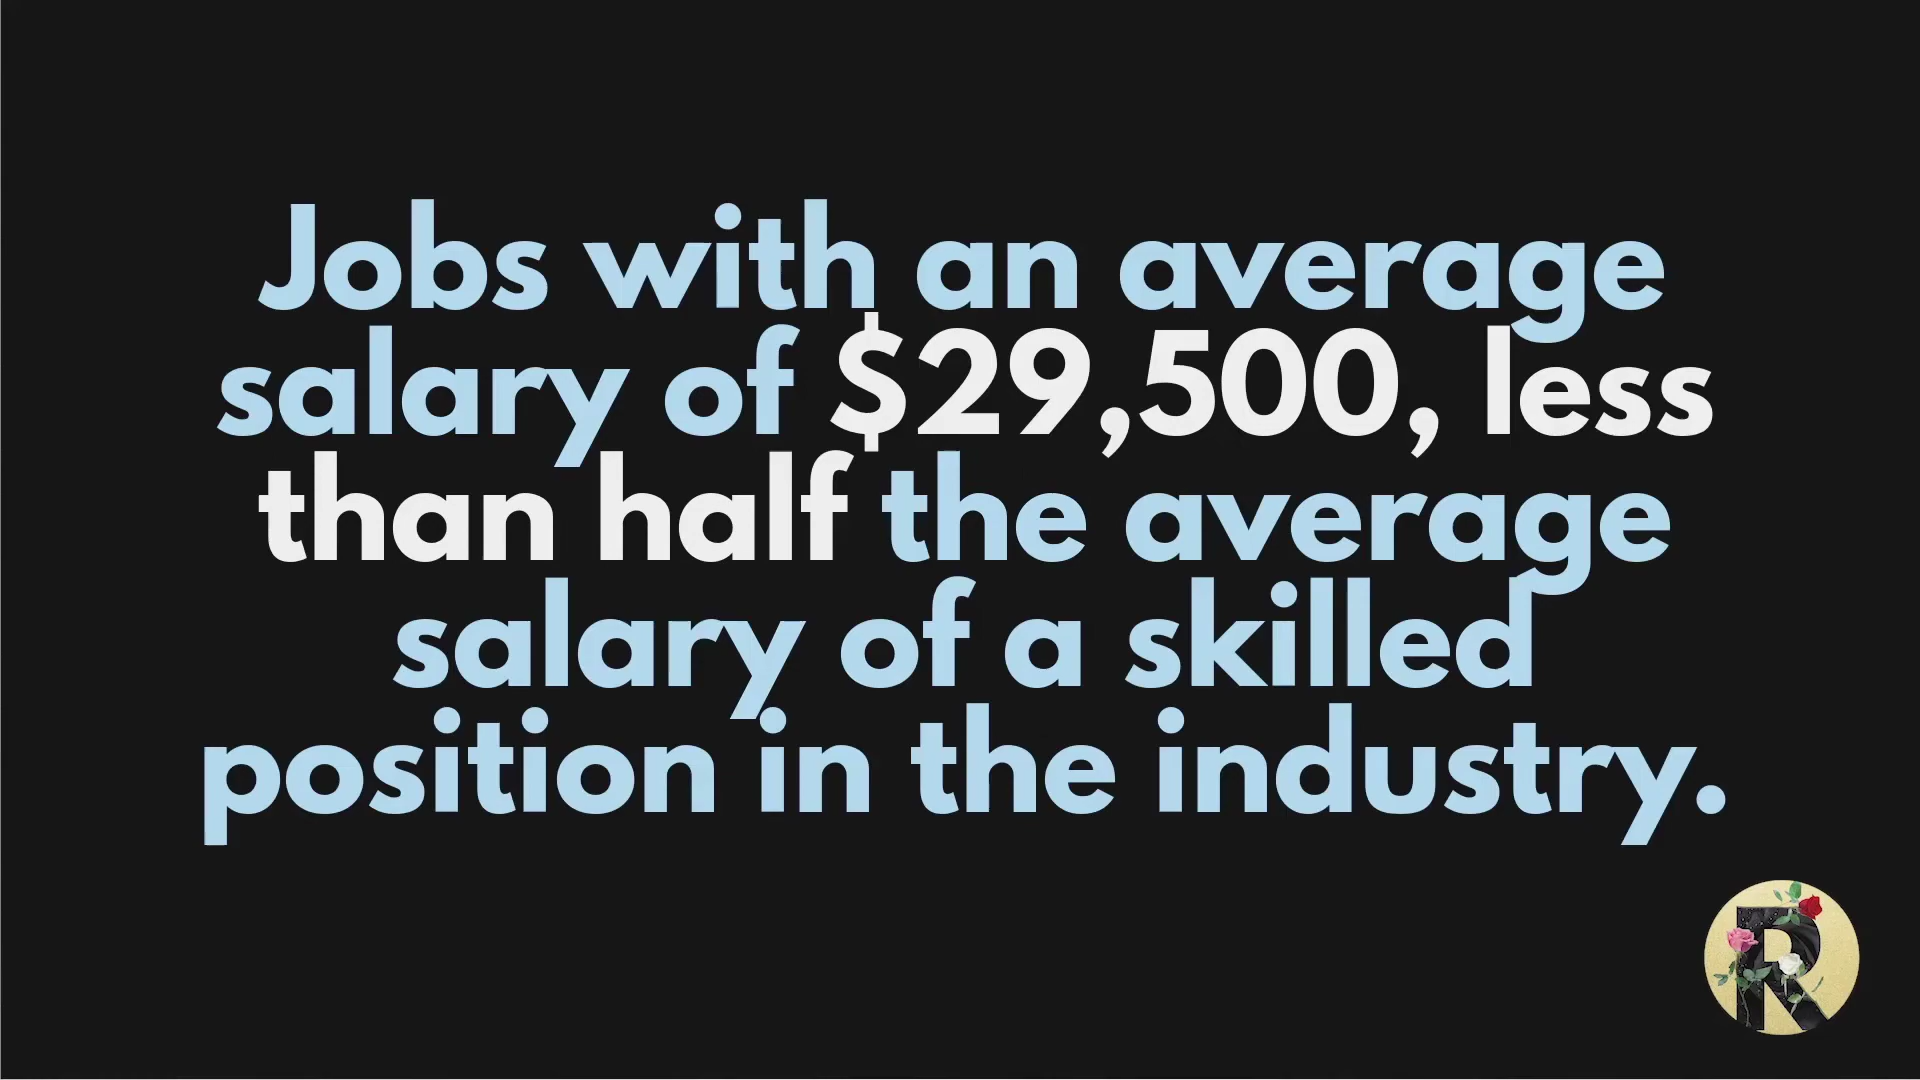 Jobs with an average
salary of $29,500, less
than half the average
salary of a skilled
position in the industry.
R